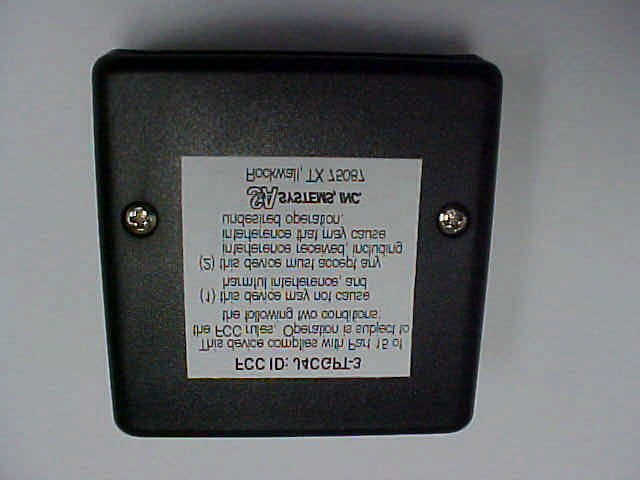 FCC ID: J4CGPT-3
This device complies with Part 15 of
the FCC rules. Operation is subject to
the following two conditions:
(1) this device may not cause
harmful interference, and
(2) this device must accept any
interference received, including
interference that may cause
undesired operation.
SYSTEMS, INC.
Rockwall, TX 75087